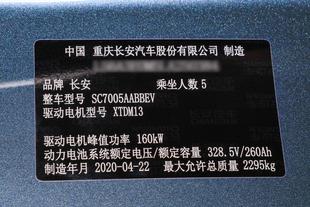 中国 重庆长安汽车股份有限公司 制造
品牌 长安 乘坐人数 5
整车型号 SC7005AABBEV
驱动电机型号 XTDM13
驱动电机峰值功率 160kW
动力电池系统额定电压/额定容量 328.5V/260Ah
制造年月 2020-04-22 最大允许总质量 2295kg